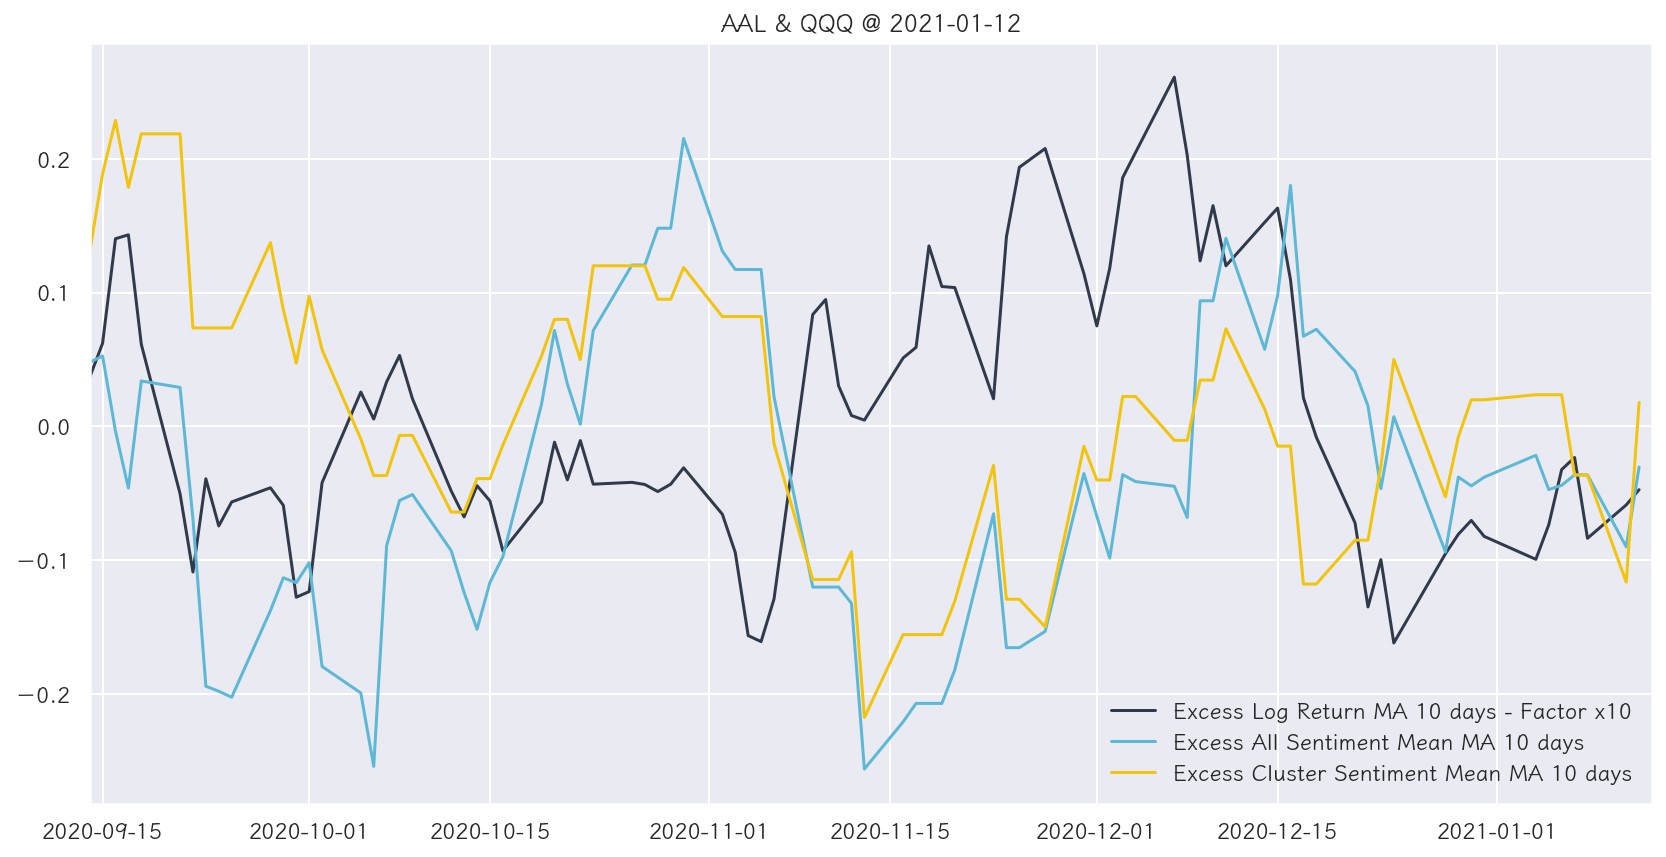 AAL & QQQ @ 2021-01-12
0.2
0.1
0.0
−0.1
−0.2
Excess Log Return MA 10 days - Factor x10
Excess All Sentiment Mean MA 10 days
Excess Cluster Sentiment Mean MA 10 days
2020-09-15 2020-10-01 2020-10-15 2020-11-01 2020-11-15 2020-12-01 2020-12-15 2021-01-01